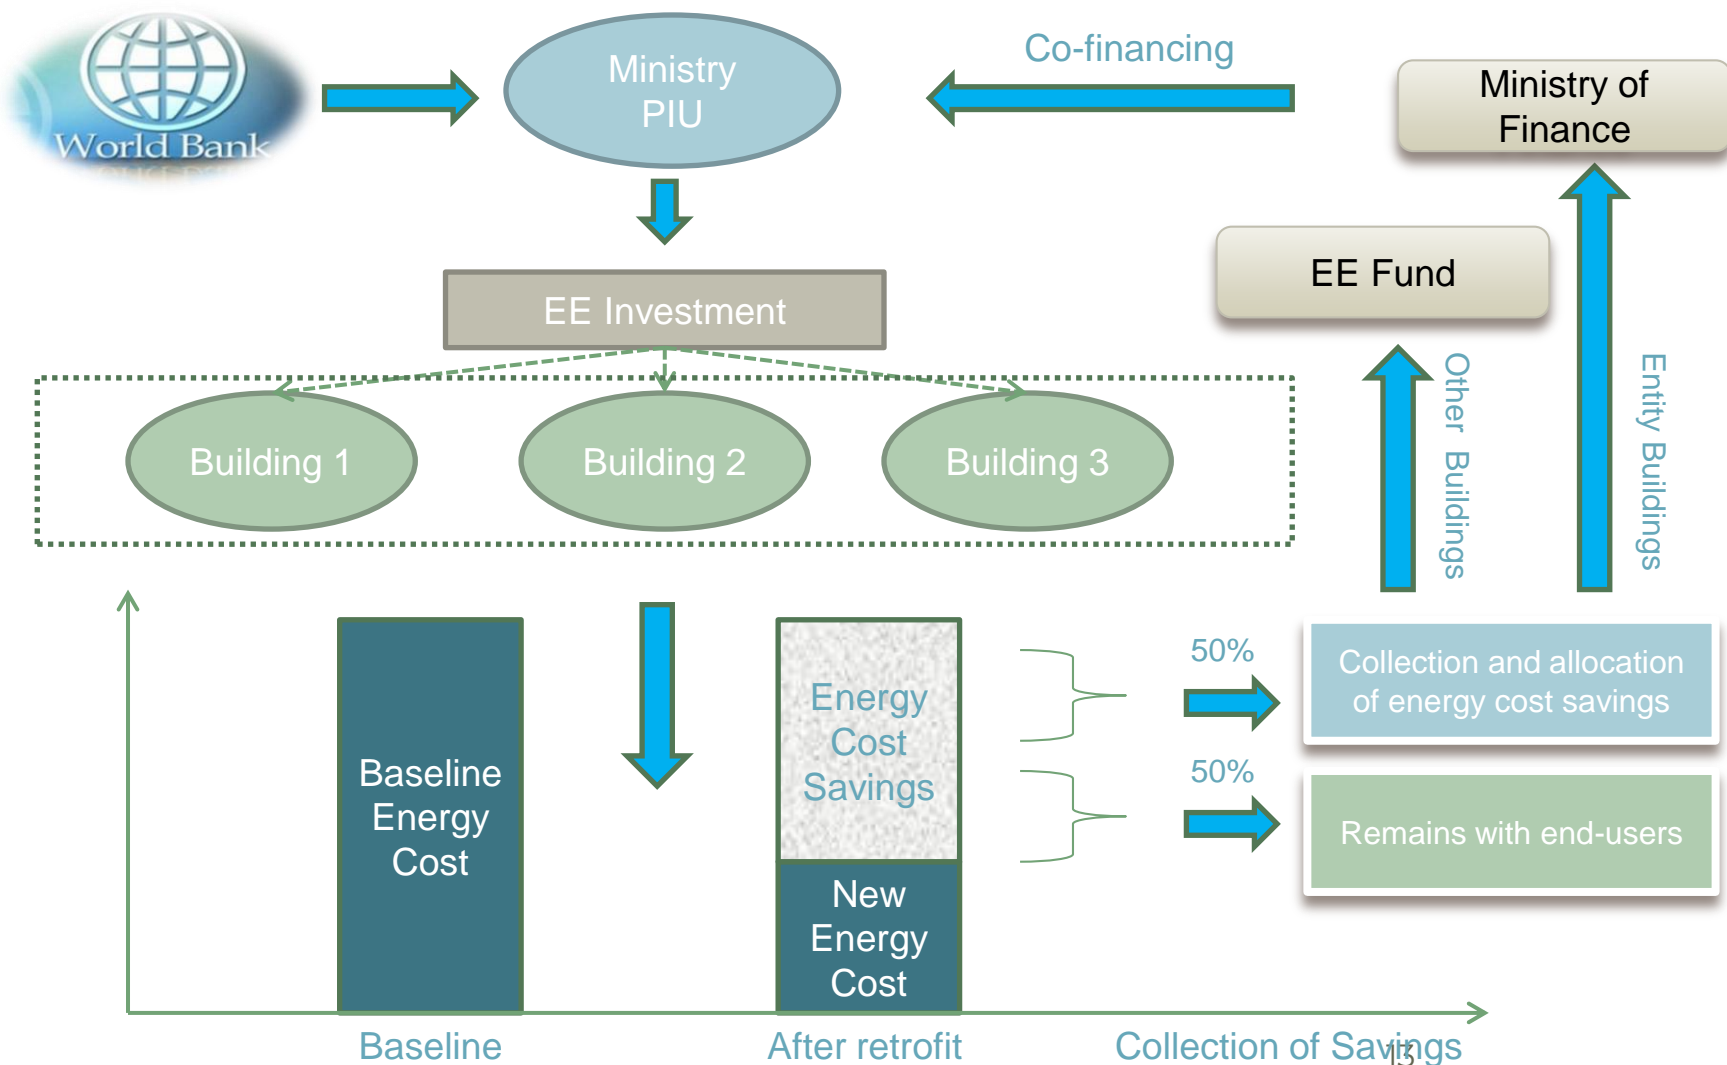 World Bank
Ministry
PIU
Co-financing
Ministry of
Finance
EE Fund
EE Investment
Other Buildings
Entity Buildings
Building 1
Building 2
Building 3
Baseline
Energy
Cost
Energy
Cost
Savings
New
Energy
Cost
50%
Collection and allocation
of energy cost savings
50%
Remains with end-users
Baseline
After retrofit
Collection of Savings
13